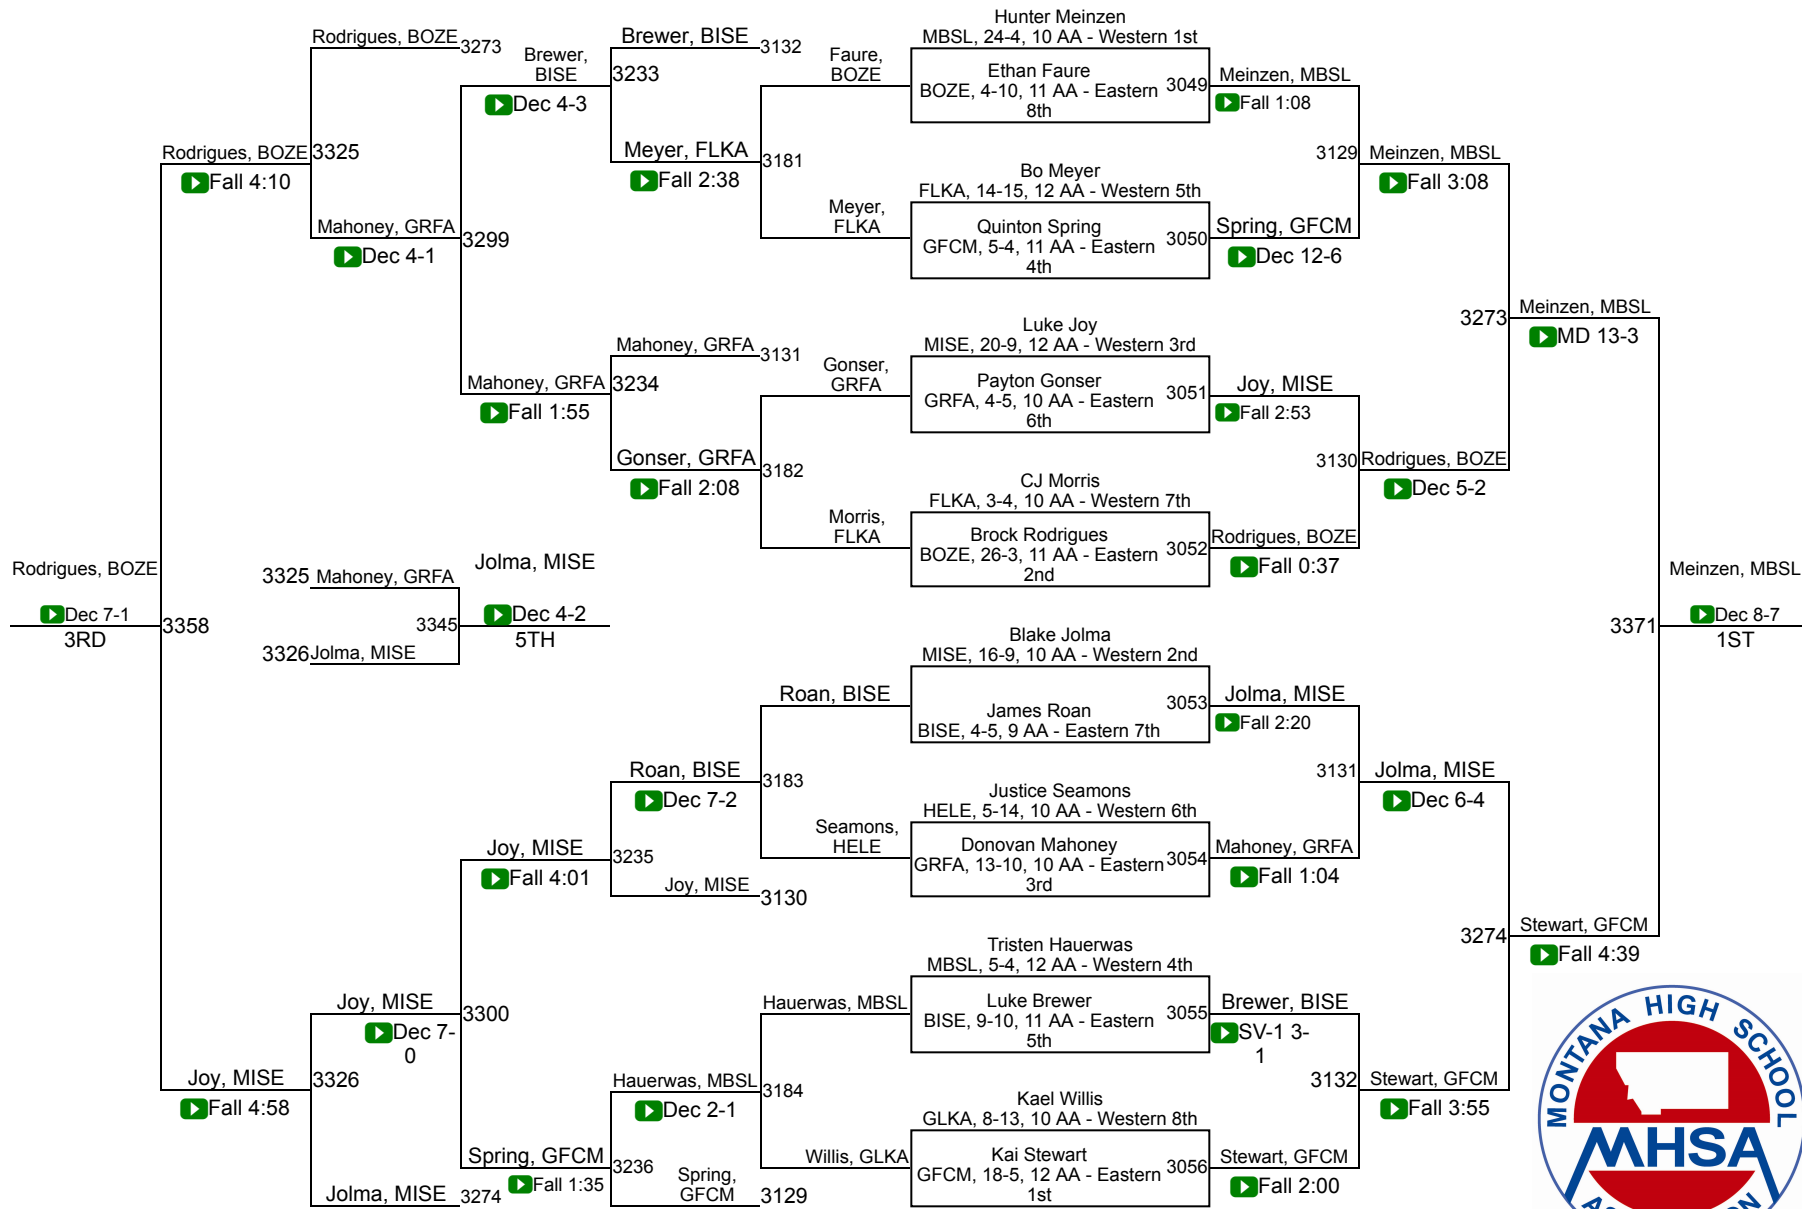 Hunter Meinzen
Rodrigues, BOZE
3273
Brewer, BISE
3132
MBSL, 24-4, 10 AA - Western 1st
Brewer,
BISE
3233
Faure,
BOZE
Ethan Faure
BOZE, 4-10, 11 AA - Eastern
8th
3049
Meinzen, MBSL
Dec 4-3
Fall 1:08
Rodrigues, BOZE
3325
Meyer, FLKA
3181
3129
Meinzen, MBSL
Fall 4:10
Fall 2:38
Bo Meyer
FLKA, 14-15, 12 AA - Western 5th
Fall 3:08
Mahoney, GRFA
3299
Meyer,
FLKA
Quinton Spring
GFCM, 5-4, 11 AA - Eastern
4th
3050
Spring, GFCM
Dec 4-1
Dec 12-6
3273
Meinzen, MBSL
Luke Joy
MISE, 20-9, 12 AA - Western 3rd
MD 13-3
Mahoney, GRFA
3131
Gonser,
GRFA
Mahoney, GRFA
3234
Payton Gonser
GRFA, 4-5, 10 AA - Eastern
6th
3051
Joy, MISE
Fall 1:55
Fall 2:53
Gonser, GRFA
3182
3130
Rodrigues, BOZE
Fall 2:08
CJ Morris
FLKA, 3-4, 10 AA - Western 7th
Dec 5-2
Morris,
FLKA
Brock Rodrigues
BOZE, 26-3, 11 AA - Eastern
2nd
3052
Rodrigues, BOZE
Fall 0:37
Rodrigues, BOZE
3325
Mahoney, GRFA
Jolma, MISE
Meinzen, MBSL
Dec 7-1
3RD
3358
3345
Dec 4-2
5TH
3371
Dec 8-7
1ST
3326
Jolma, MISE
Blake Jolma
MISE, 16-9, 10 AA - Western 2nd
Roan, BISE
James Roan
BISE, 4-5, 9 AA - Eastern 7th
3053
Jolma, MISE
Fall 2:20
Roan, BISE
3183
3131
Jolma, MISE
Dec 7-2
Justice Seamons
HELE, 5-14, 10 AA - Western 6th
Dec 6-4
Seamons,
HELE
Joy, MISE
3235
Donovan Mahoney
GRFA, 13-10, 10 AA - Eastern
3rd
3054
Mahoney, GRFA
Fall 4:01
Joy, MISE
3130
Fall 1:04
3274
Stewart, GFCM
Tristen Hauerwas
MBSL, 5-4, 12 AA - Western 4th
Fall 4:39
Joy, MISE
3300
Hauerwas, MBSL
Luke Brewer
BISE, 9-10, 11 AA - Eastern
5th
3055
Brewer, BISE
Dec 7-
0
SV-1 3-
1
Joy, MISE
3326
Hauerwas, MBSL
3184
3132
Stewart, GFCM
Fall 4:58
Dec 2-1
Kael Willis
GLKA, 8-13, 10 AA - Western 8th
Fall 3:55
Spring, GFCM
3236
Willis, GLKA
Kai Stewart
GFCM, 18-5, 12 AA - Eastern
1st
3056
Stewart, GFCM
Jolma, MISE
3274
Fall 1:35
Spring,
GFCM
3129
Fall 2:00
MONTANA HIGH SCHOOL
MHSA